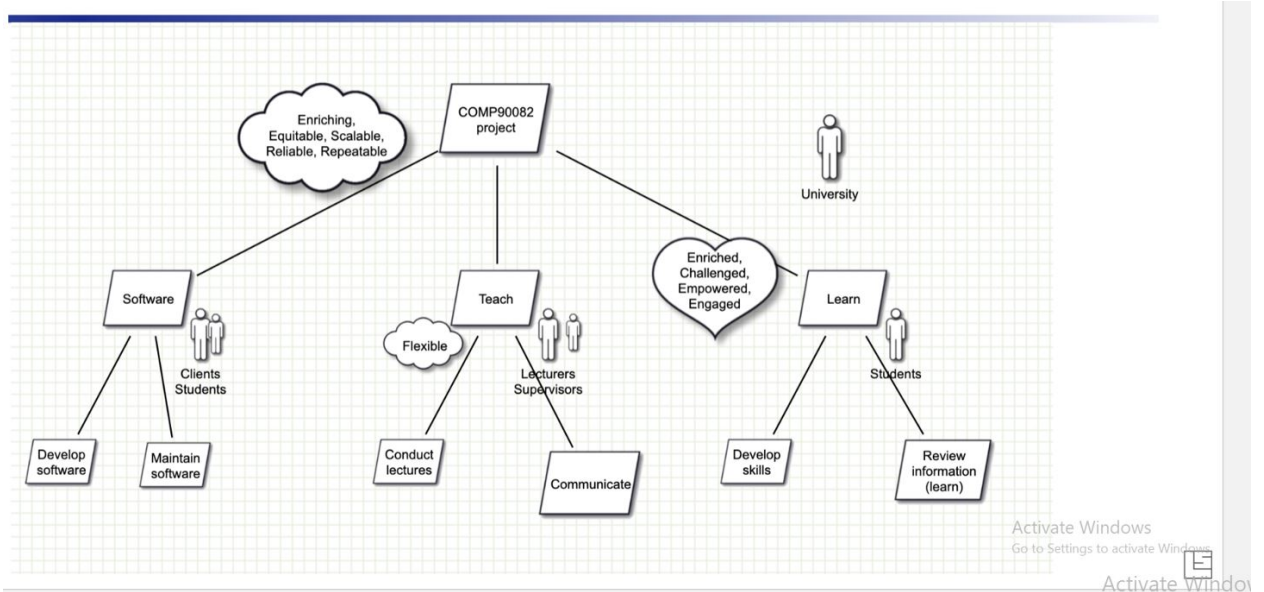 COMP90082
project
Enriching,
Equitable, Scalable,
Reliable, Repeatable
University
Enriched,
Challenged,
Empowered,
Engaged
Software
Teach
Learn
Flexible
Clients
Students
Lecturers
Supervisors
Students
Develop
software
Maintain
software
Conduct
lectures
Communicate
Develop
skills
Review
information
(learn)
Activate Windows
Go to Settings to activate Windows.
Activate Window